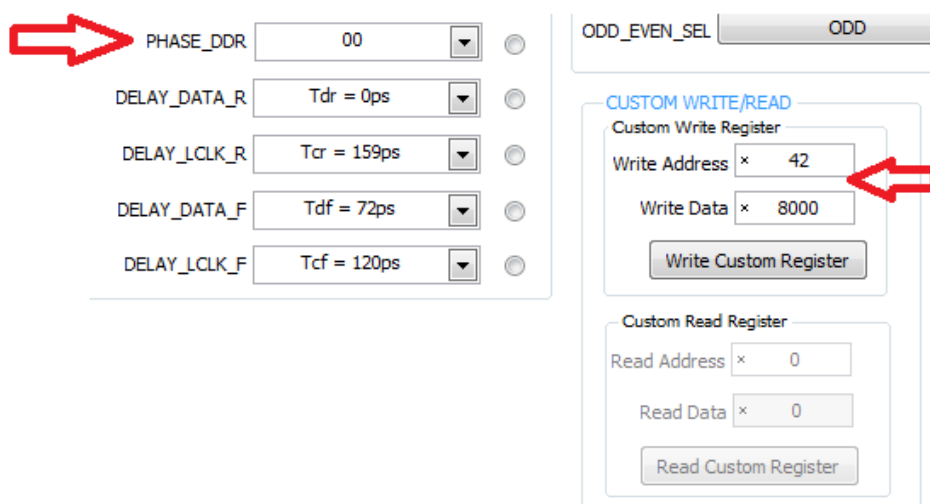 PHASE_DDR 00
DELAY_DATA_R Tdr = 0ps
DELAY_LCLK_R Tcr = 159ps
DELAY_DATA_F Tdf = 72ps
DELAY_LCLK_F Tcf = 120ps
ODD_EVEN_SEL ODD
CUSTOM WRITE/READ
Custom Write Register
Write Address × 42
Write Data × 8000
Write Custom Register
Custom Read Register
Read Address × 0
Read Data × 0
Read Custom Register